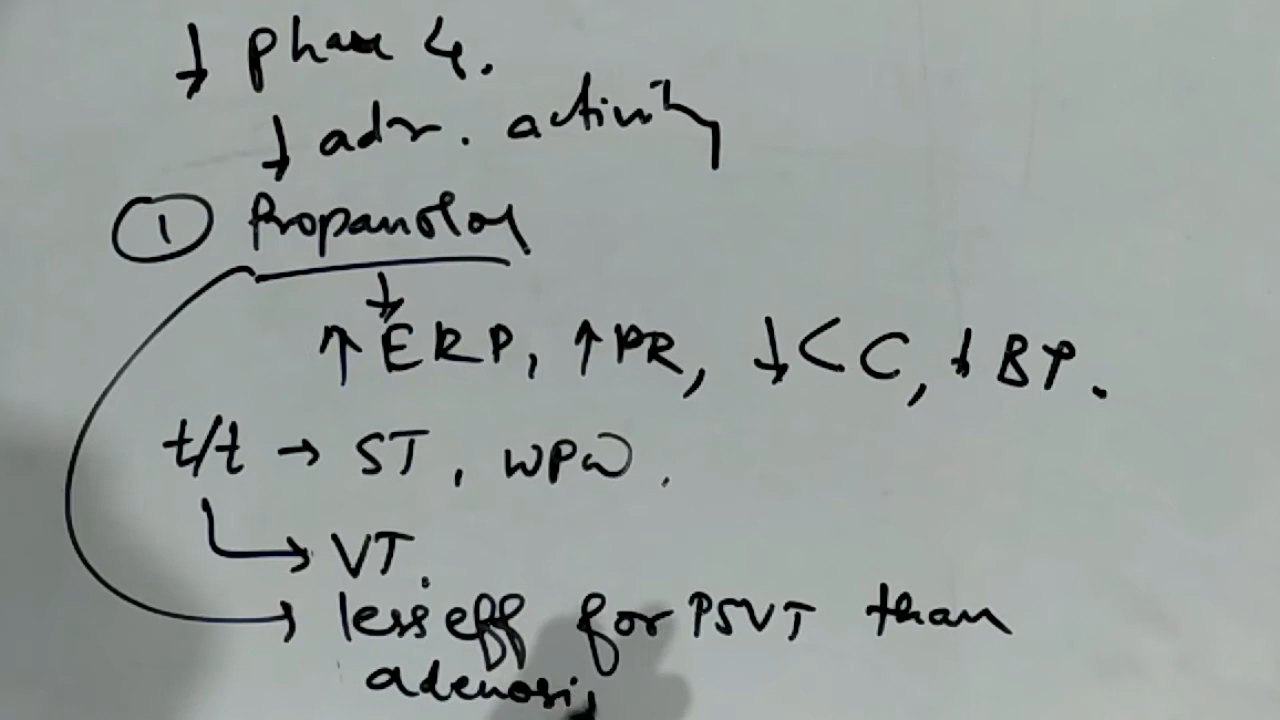 ↓ phase 4.
↓ adr. activity
① Propanolol
↓
↑ ERP, ↑ PR, ↓ CC, ↓ BP.
t/t → ST, WPW.
→ VT.
→ less eff for PSVT than
adenosi